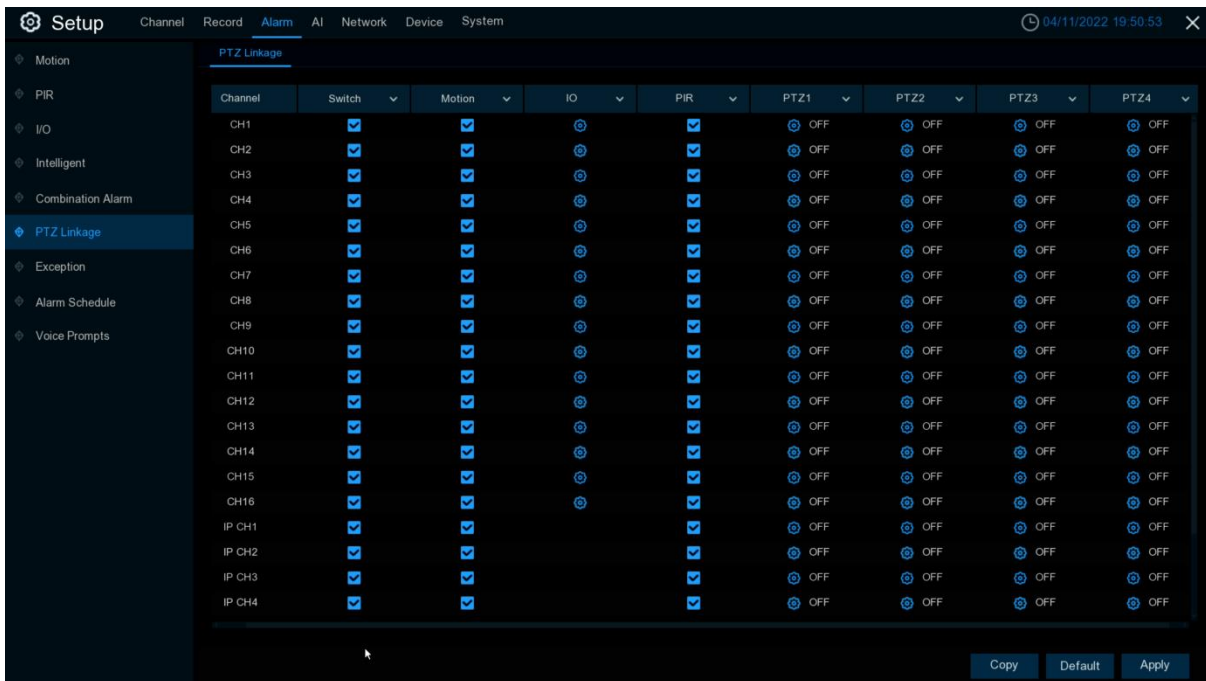 Setup Channel Record Alarm AI Network Device System 04/11/2022 19:50:53
Motion
PIR
I/O
Intelligent
Combination Alarm
PTZ Linkage
Exception
Alarm Schedule
Voice Prompts
PTZ Linkage
Channel Switch Motion IO PIR PTZ1 PTZ2 PTZ3 PTZ4
CH1 OFF OFF OFF OFF
CH2 OFF OFF OFF OFF
CH3 OFF OFF OFF OFF
CH4 OFF OFF OFF OFF
CH5 OFF OFF OFF OFF
CH6 OFF OFF OFF OFF
CH7 OFF OFF OFF OFF
CH8 OFF OFF OFF OFF
CH9 OFF OFF OFF OFF
CH10 OFF OFF OFF OFF
CH11 OFF OFF OFF OFF
CH12 OFF OFF OFF OFF
CH13 OFF OFF OFF OFF
CH14 OFF OFF OFF OFF
CH15 OFF OFF OFF OFF
CH16 OFF OFF OFF OFF
IP CH1 OFF OFF OFF OFF
IP CH2 OFF OFF OFF OFF
IP CH3 OFF OFF OFF OFF
IP CH4 OFF OFF OFF OFF
Copy Default Apply